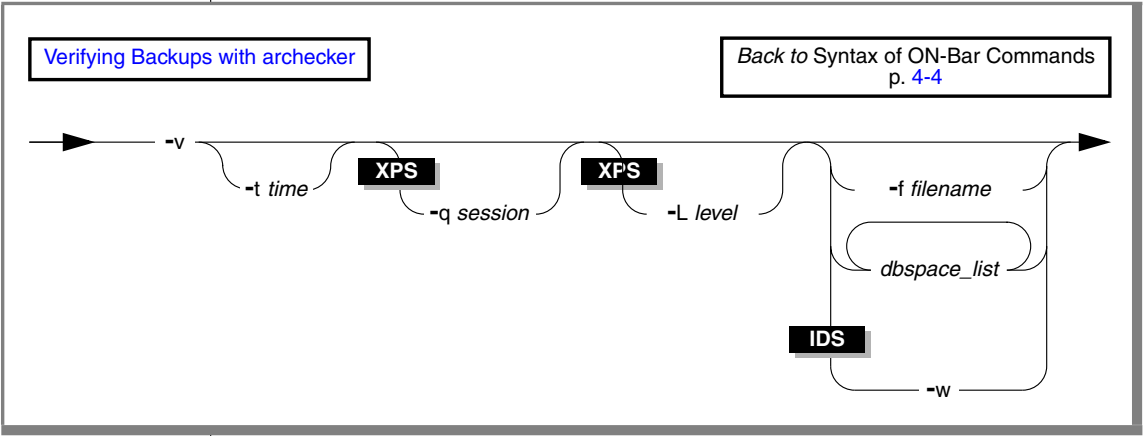 Verifying Backups with archecker
Back to Syntax of ON-Bar Commands
p. 4-4
-v
-t time
XPS
-q session
XPS
-L level
-f filename
dbspace_list
IDS
-w